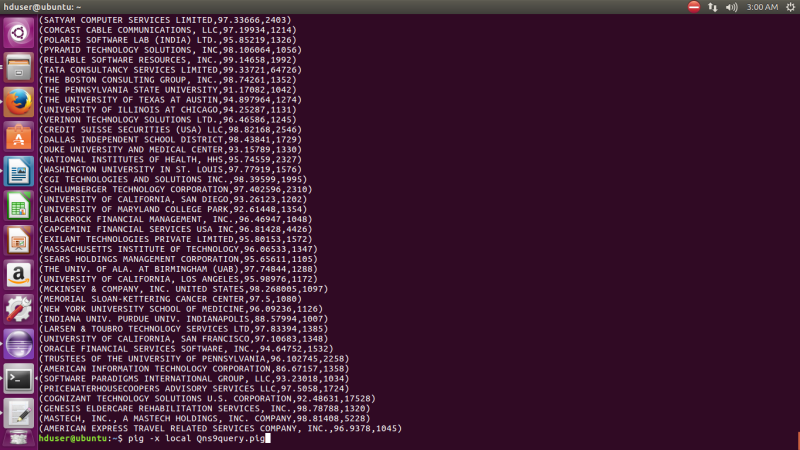 hduser@ubuntu: ~
3:00 AM
(SATYAM COMPUTER SERVICES LIMITED,97.33666,2403)
(COMCAST CABLE COMMUNICATIONS, LLC,97.19934,1214)
(POLARIS SOFTWARE LAB (INDIA) LTD.,95.85219,1326)
(PYRAMID TECHNOLOGY SOLUTIONS, INC,98.106064,1056)
(RELIABLE SOFTWARE RESOURCES, INC.,99.14658,1992)
(TATA CONSULTANCY SERVICES LIMITED,99.33721,64726)
(THE BOSTON CONSULTING GROUP, INC.,98.74261,1352)
(THE PENNSYLVANIA STATE UNIVERSITY,91.17082,1042)
(THE UNIVERSITY OF TEXAS AT AUSTIN,94.897964,1274)
(UNIVERSITY OF ILLINOIS AT CHICAGO,94.25287,1131)
(VERINON TECHNOLOGY SOLUTIONS LTD.,96.46586,1245)
(CREDIT SUISSE SECURITIES (USA) LLC,98.82168,2546)
(DALLAS INDEPENDENT SCHOOL DISTRICT,98.43841,1729)
(DUKE UNIVERSITY AND MEDICAL CENTER,93.15789,1330)
(NATIONAL INSTITUTES OF HEALTH, HHS,95.74559,2327)
(WASHINGTON UNIVERSITY IN ST. LOUIS,97.77919,1576)
(CGI TECHNOLOGIES AND SOLUTIONS INC.,98.39599,1995)
(SCHLUMBERGER TECHNOLOGY CORPORATION,97.402596,2310)
(UNIVERSITY OF CALIFORNIA, SAN DIEGO,93.26123,1202)
(UNIVERSITY OF MARYLAND COLLEGE PARK,92.61448,1354)
(BLACKROCK FINANCIAL MANAGEMENT, INC.,96.46947,1048)
(CAPGEMINI FINANCIAL SERVICES USA INC,96.81428,4426)
(EXILANT TECHNOLOGIES PRIVATE LIMITED,95.80153,1572)
(MASSACHUSETTS INSTITUTE OF TECHNOLOGY,96.06533,1347)
(SEARS HOLDINGS MANAGEMENT CORPORATION,95.65611,1105)
(THE UNIV. OF ALA. AT BIRMINGHAM (UAB),97.74844,1288)
(UNIVERSITY OF CALIFORNIA, LOS ANGELES,95.98976,1172)
(MCKINSEY & COMPANY, INC. UNITED STATES,98.268005,1097)
(MEMORIAL SLOAN-KETTERING CANCER CENTER,97.5,1080)
(NEW YORK UNIVERSITY SCHOOL OF MEDICINE,96.09236,1126)
(INDIANA UNIV. PURDUE UNIV. INDIANAPOLIS,88.57994,1007)
(LARSEN & TOUBRO TECHNOLOGY SERVICES LTD,97.83394,1385)
(UNIVERSITY OF CALIFORNIA, SAN FRANCISCO,97.10683,1348)
(ORACLE FINANCIAL SERVICES SOFTWARE, INC.,94.64752,1532)
(TRUSTEES OF THE UNIVERSITY OF PENNSYLVANIA,96.102745,2258)
(AMERICAN INFORMATION TECHNOLOGY CORPORATION,86.67157,1358)
(SOFTWARE PARADIGMS INTERNATIONAL GROUP, LLC,93.23018,1034)
(PRICEWATERHOUSECOOPERS ADVISORY SERVICES LLC,97.5058,1724)
(COGNIZANT TECHNOLOGY SOLUTIONS U.S. CORPORATION,92.48631,17528)
(GENESIS ELDERCARE REHABILITATION SERVICES, INC.,98.78788,1320)
(MASTECH, INC., A MASTECH HOLDINGS, INC. COMPANY,98.81408,5228)
(AMERICAN EXPRESS TRAVEL RELATED SERVICES COMPANY, INC.,96.9378,1045)
hduser@ubuntu:~$ pig -x local Qns9query.pig